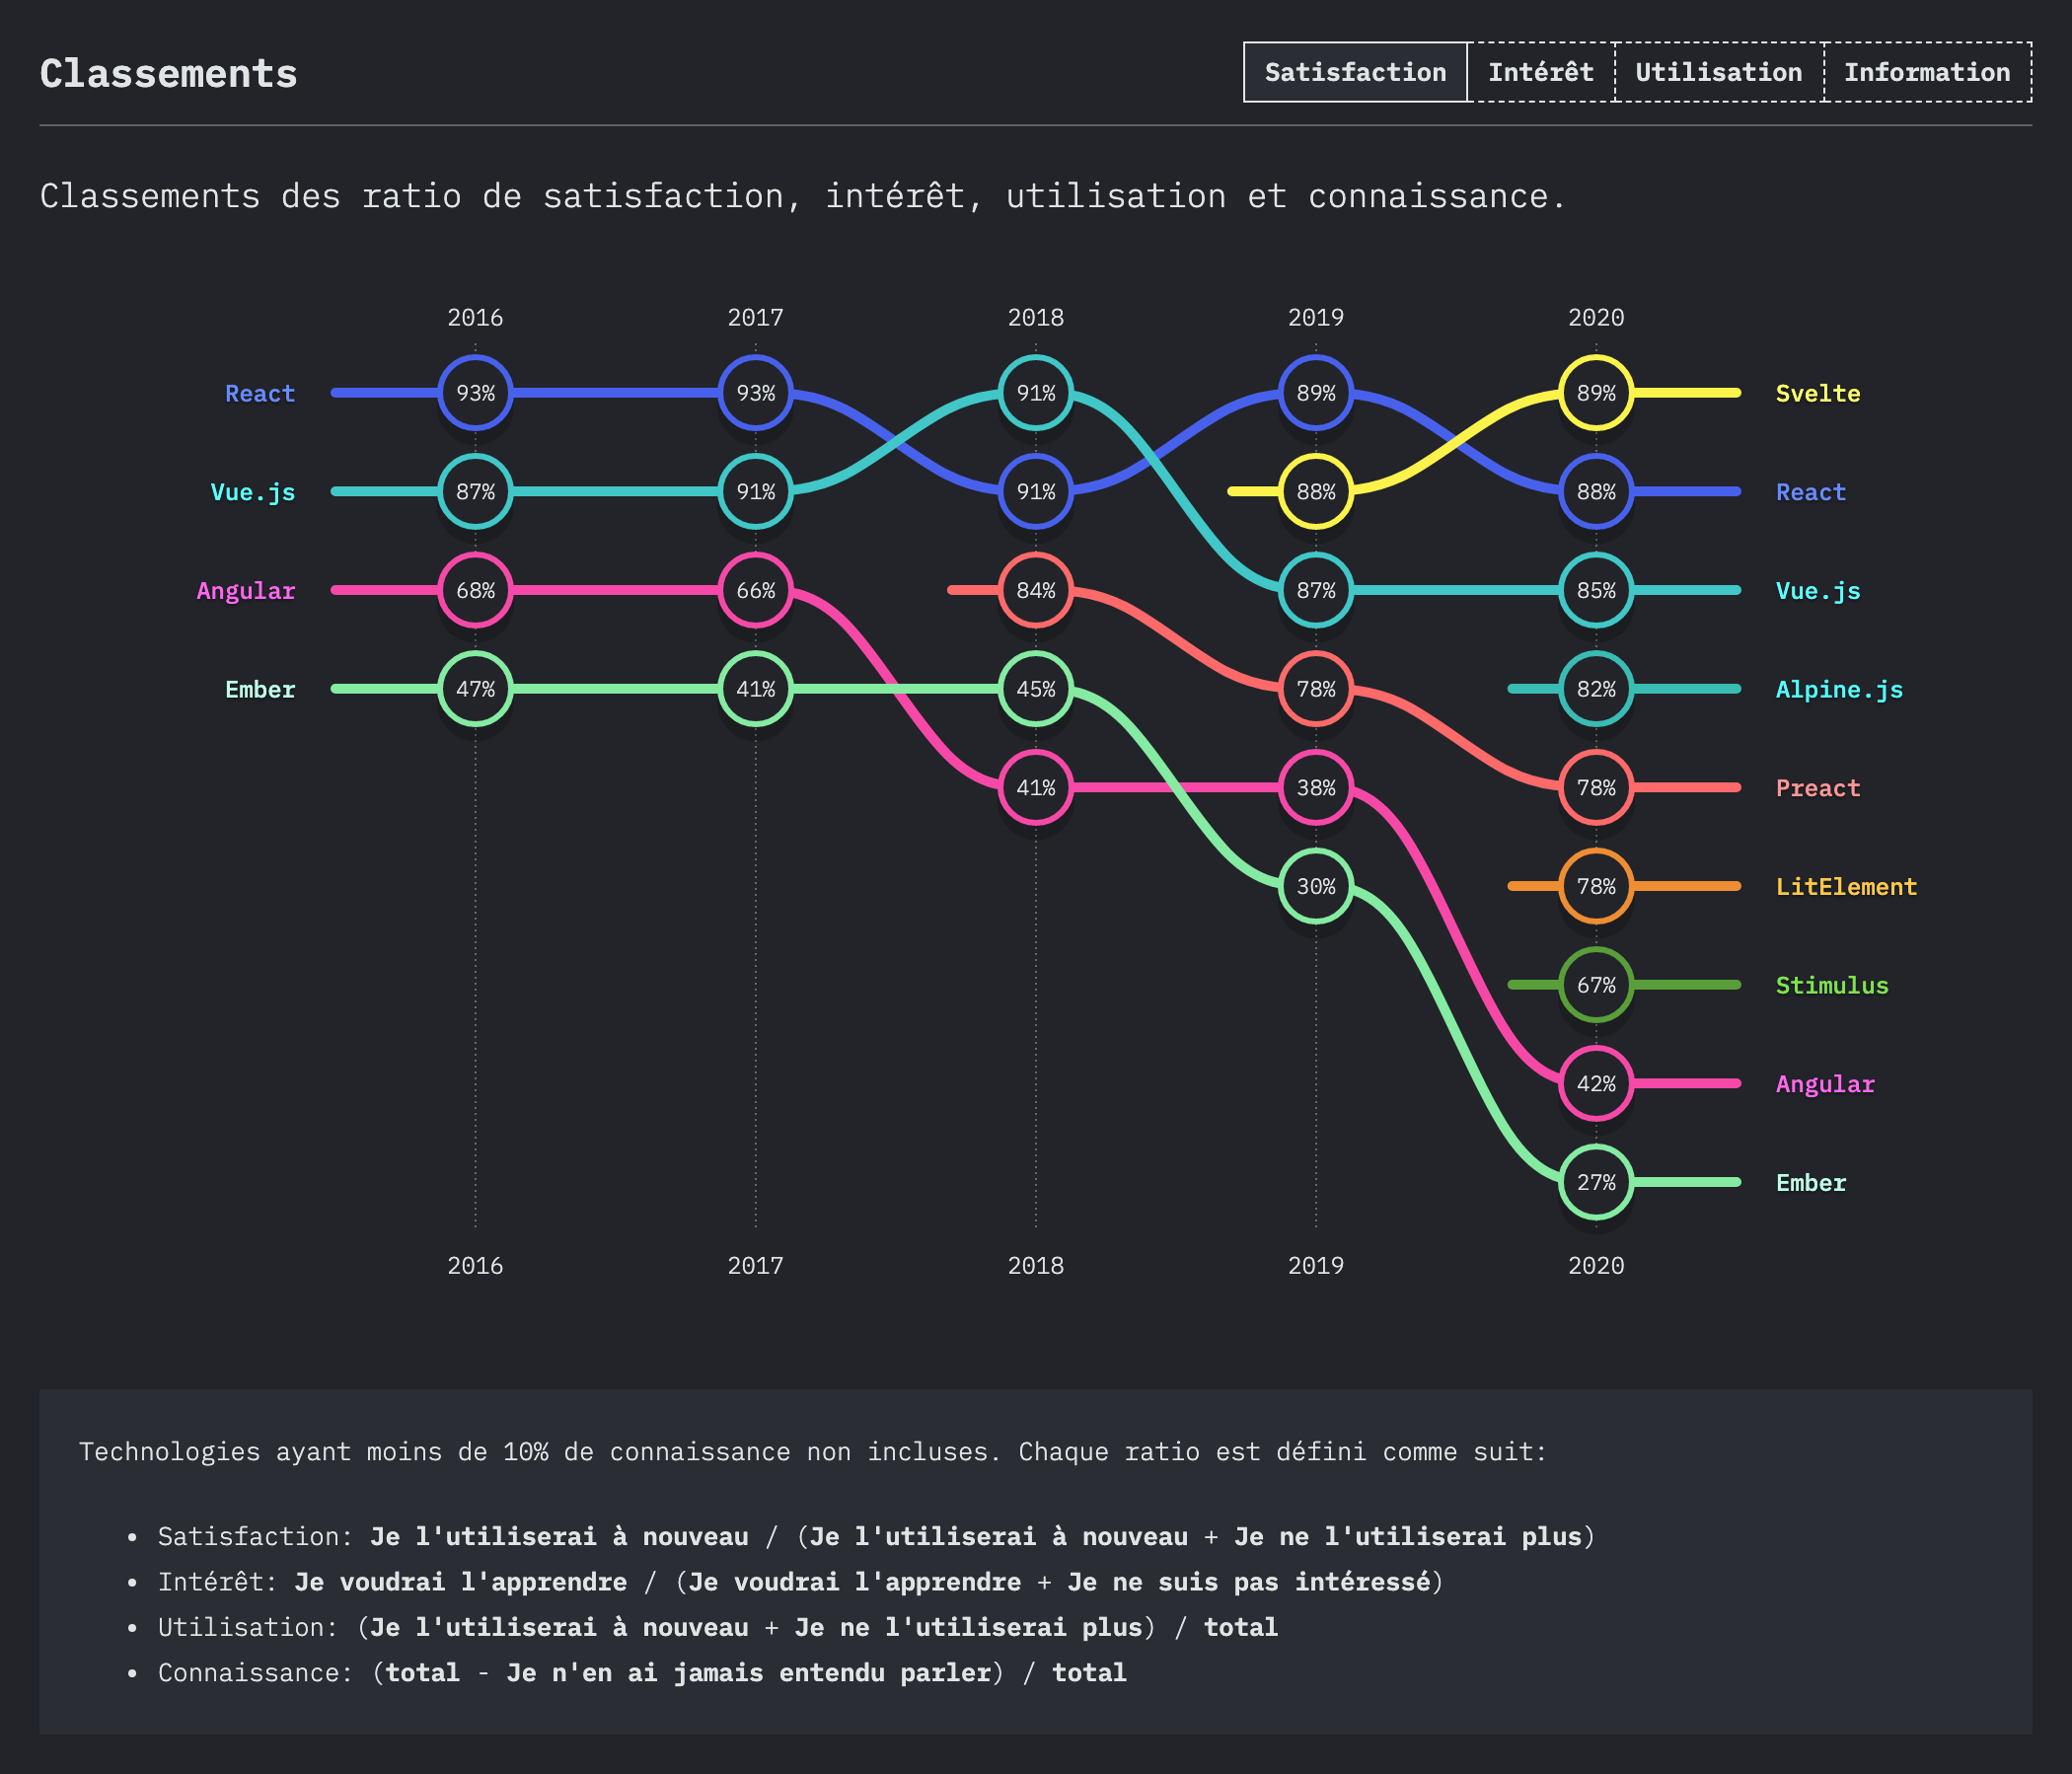 Classements
Satisfaction Intérêt Utilisation Information
Classements des ratio de satisfaction, intérêt, utilisation et connaissance.
2016 2017 2018 2019 2020
React 93% 93% 91% 89% 89% Svelte
Vue.js 87% 91% 91% 88% 88% React
Angular 68% 66% 84% 87% 85% Vue.js
Ember 47% 41% 45% 78% 82% Alpine.js
41% 38% 78% Preact
30% 78% LitElement
67% Stimulus
42% Angular
27% Ember
2016 2017 2018 2019 2020
Technologies ayant moins de 10% de connaissance non incluses. Chaque ratio est défini comme suit:
• Satisfaction: Je l'utiliserai à nouveau / (Je l'utiliserai à nouveau + Je ne l'utiliserai plus)
• Intérêt: Je voudrai l'apprendre / (Je voudrai l'apprendre + Je ne suis pas intéressé)
• Utilisation: (Je l'utiliserai à nouveau + Je ne l'utiliserai plus) / total
• Connaissance: (total - Je n'en ai jamais entendu parler) / total